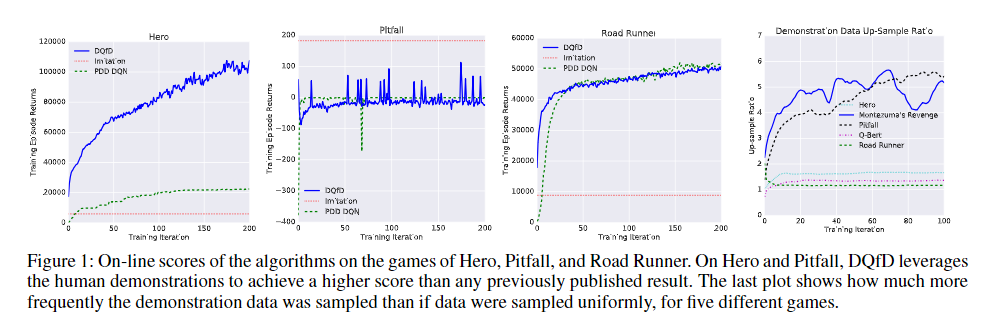 Hero
120000
100000
80000
60000
40000
20000
0
0 50 100 150 200
Training Episode Returns
Training Iteration
DQfD
Imitation
PDD DQN
Pitfall
200
100
0
−100
−200
−300
−400
0 50 100 150 200
Training Episode Returns
Training Iteration
DQfD
Imitation
PDD DQN
Road Runner
60000
50000
40000
30000
20000
10000
0
0 50 100 150 200
Training Episode Returns
Training Iteration
DQfD
Imitation
PDD DQN
Demonstration Data Up-Sample Ratio
7
6
5
4
3
2
1
0
0 20 40 60 80 100
Up-sample Ratio
Training Iteration
Hero
Montezuma's Revenge
Pitfall
Q-Bert
Road Runner
Figure 1: On-line scores of the algorithms on the games of Hero, Pitfall, and Road Runner. On Hero and Pitfall, DQfD leverages
the human demonstrations to achieve a higher score than any previously published result. The last plot shows how much more
frequently the demonstration data was sampled than if data were sampled uniformly, for five different games.